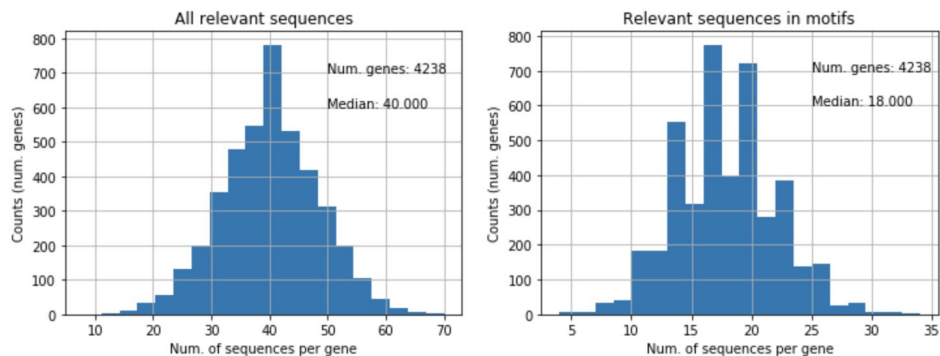 All relevant sequences
800
700
600
500
400
300
200
100
0
Counts (num. genes)
Num. genes: 4238
Median: 40.000
10 20 30 40 50 60 70
Num. of sequences per gene
Relevant sequences in motifs
800
700
600
500
400
300
200
100
0
Counts (num. genes)
Num. genes: 4238
Median: 18.000
5 10 15 20 25 30 35
Num. of sequences per gene